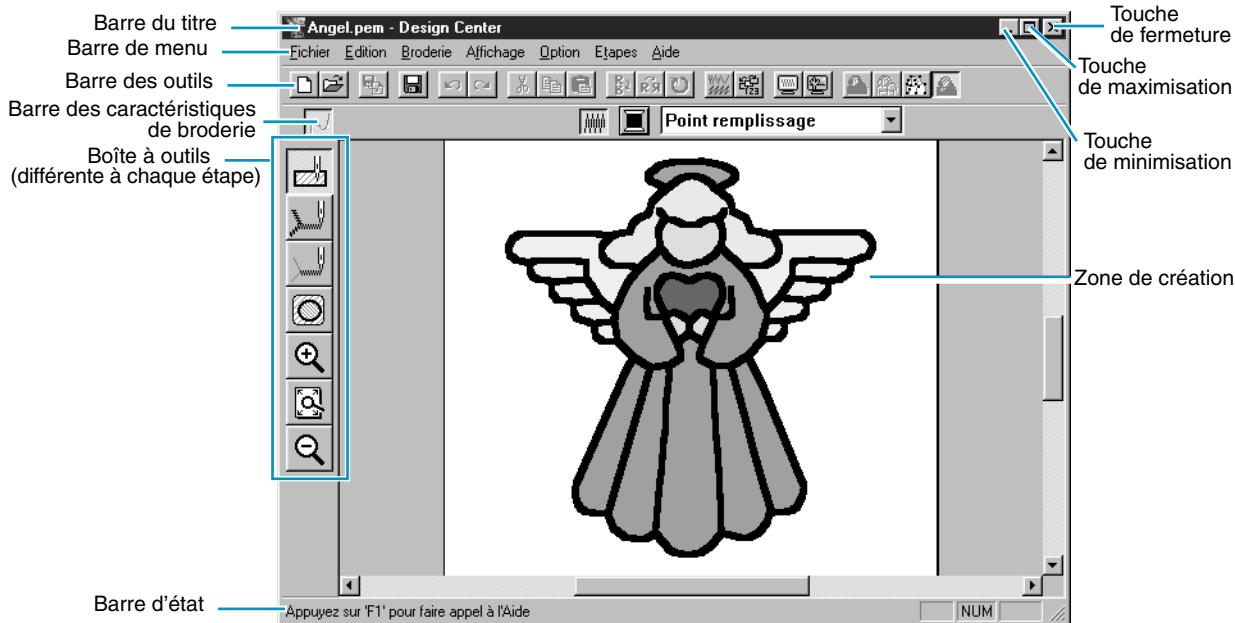 Barre du titre
Angel.pem - Design Center
Touche
de fermeture
Barre de menu
Fichier Edition Broderie Affichage Option Etapes Aide
Touche
de maximisation
Barre des outils
Barre des caractéristiques
de broderie
Point remplissage
Touche
de minimisation
Boîte à outils
(différente à chaque étape)
Zone de création
Barre d'état
Appuyez sur 'F1' pour faire appel à l'Aide
NUM